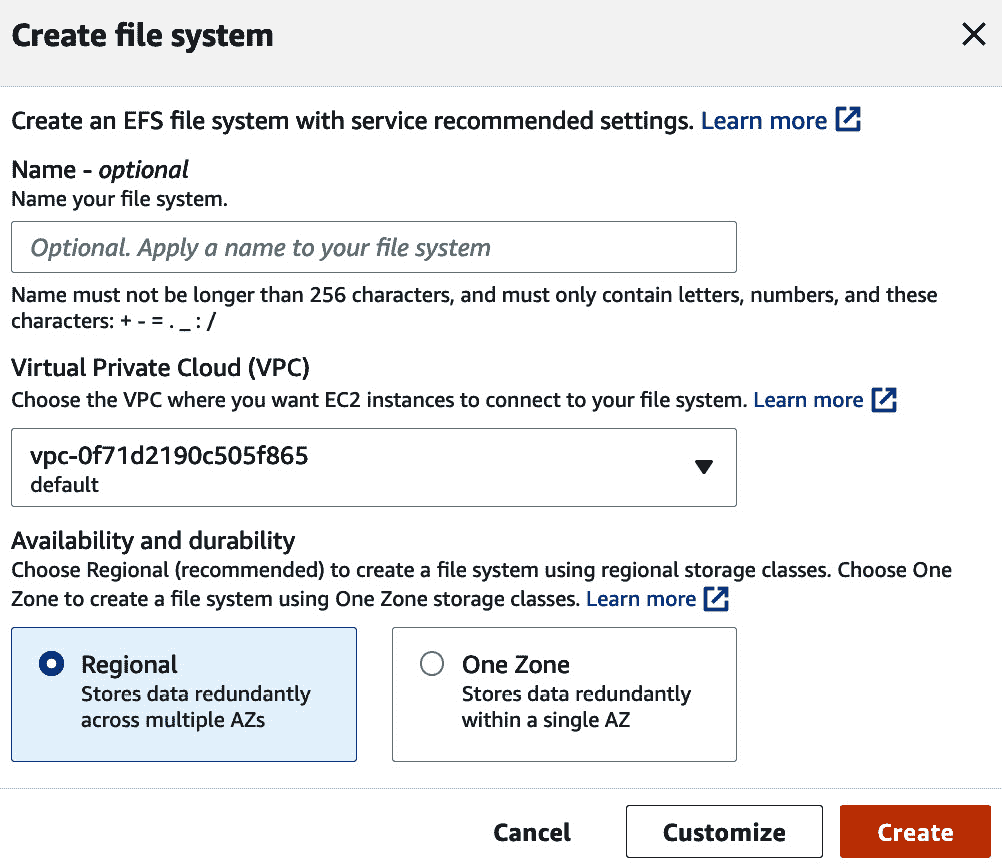 Create file system
Create an EFS file system with service recommended settings. Learn more
Name - optional
Name your file system.
Optional. Apply a name to your file system
Name must not be longer than 256 characters, and must only contain letters, numbers, and these
characters: + - = . _ : /
Virtual Private Cloud (VPC)
Choose the VPC where you want EC2 instances to connect to your file system. Learn more
vpc-0f71d2190c505f865
default
Availability and durability
Choose Regional (recommended) to create a file system using regional storage classes. Choose One
Zone to create a file system using One Zone storage classes. Learn more
Regional
Stores data redundantly
across multiple AZs
One Zone
Stores data redundantly
within a single AZ
Cancel
Customize
Create